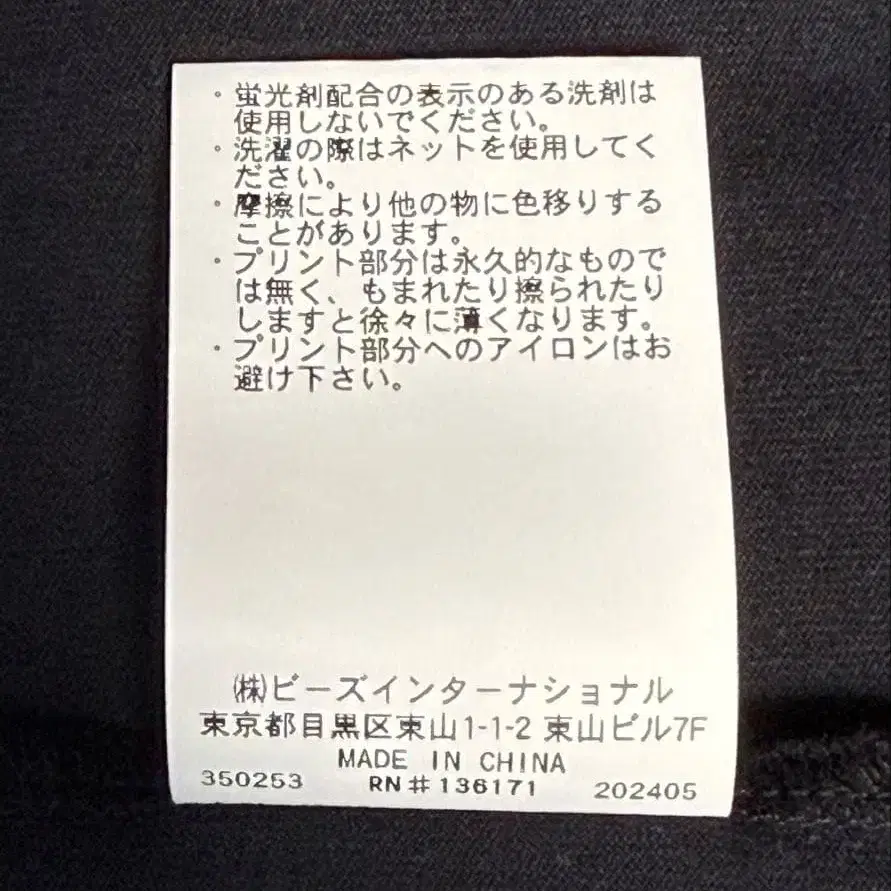 ・蛍光剤配合の表示のある洗剤は
使用しないでください。
・洗濯の際はネットを使用してく
ださい。
・摩擦により他の物に色移りする
ことがあります。
・プリント部分は永久的なもので
は無く、もまれたり擦られたり
しますと徐々に薄くなります。
・プリント部分へのアイロンはお
避け下さい。
㈱ビーズインターナショナル
東京都目黒区東山1-1-2 東山ビル7F
MADE IN CHINA
350253 RN#136171 202405